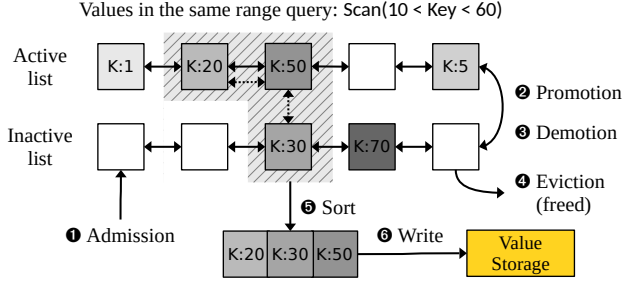 Values in the same range query: Scan(10 < Key < 60)
Active
list
K:1
K:20
K:50
K:5
❷ Promotion
❸ Demotion
Inactive
list
K:30
K:70
❹ Eviction
(freed)
❶ Admission
❺ Sort
❻ Write
K:20
K:30
K:50
Value
Storage